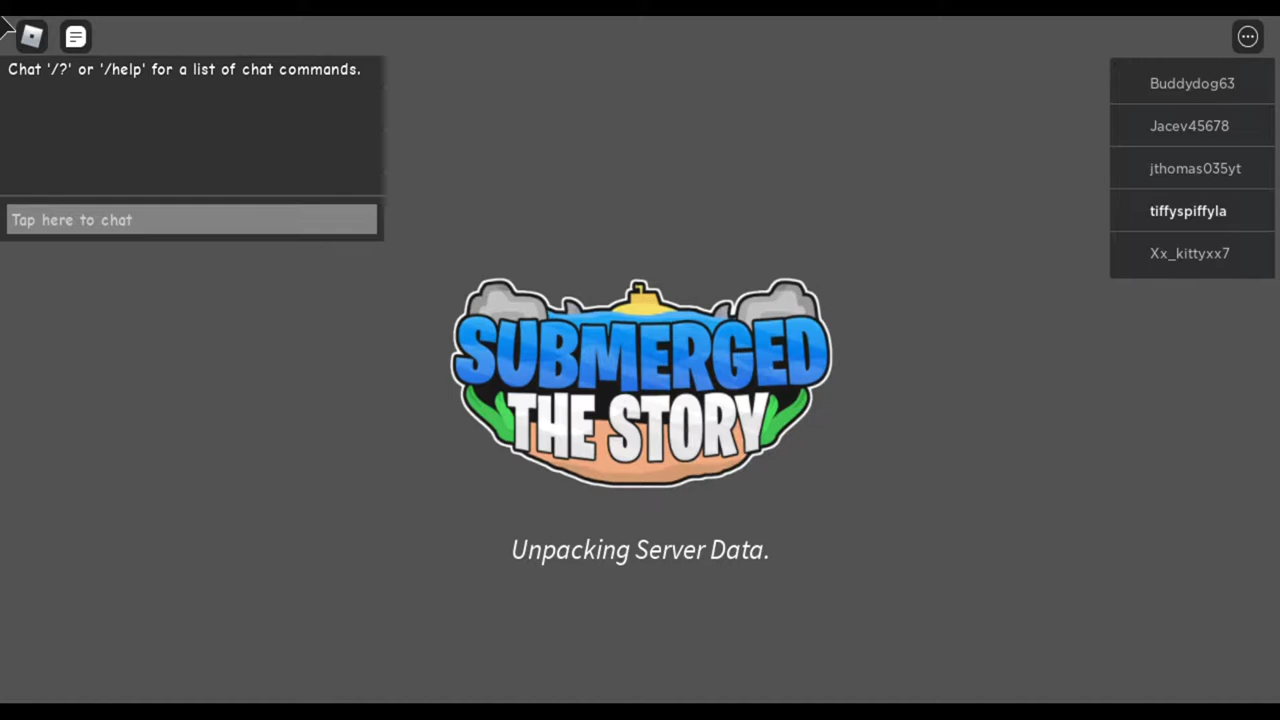 Chat '/?' or '/help' for a list of chat commands.
Tap here to chat
Buddydog63
Jacev45678
jthomas035yt
tiffyspiffyla
Xx_kittyxx7
SUBMERGED
THE STORY
Unpacking Server Data.